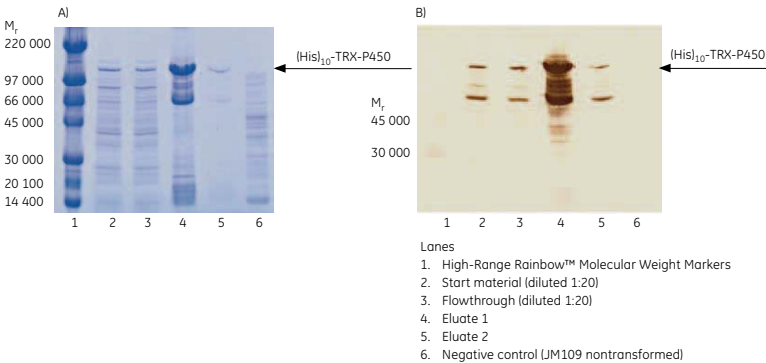 A)
Mr
220 000
97 000
66 000
45 000
30 000
20 100
14 400
(His)10-TRX-P450
1 2 3 4 5 6
B)
(His)10-TRX-P450
Mr
45 000
30 000
1 2 3 4 5 6
Lanes
1. High-Range Rainbow™ Molecular Weight Markers
2. Start material (diluted 1:20)
3. Flowthrough (diluted 1:20)
4. Eluate 1
5. Eluate 2
6. Negative control (JM109 nontransformed)